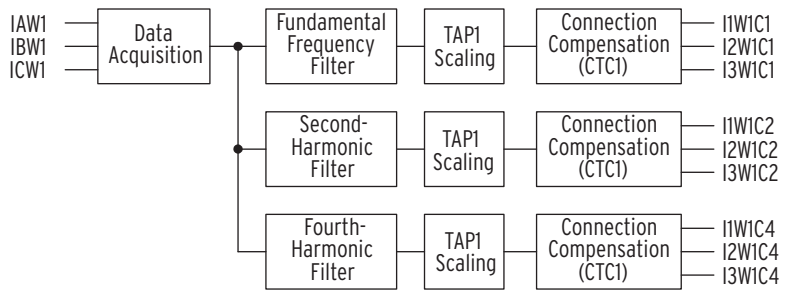 IAW1
IBW1
ICW1
Data
Acquisition
Fundamental
Frequency
Filter
TAP1
Scaling
Connection
Compensation
(CTC1)
I1W1C1
I2W1C1
I3W1C1
Second-
Harmonic
Filter
TAP1
Scaling
Connection
Compensation
(CTC1)
I1W1C2
I2W1C2
I3W1C2
Fourth-
Harmonic
Filter
TAP1
Scaling
Connection
Compensation
(CTC1)
I1W1C4
I2W1C4
I3W1C4